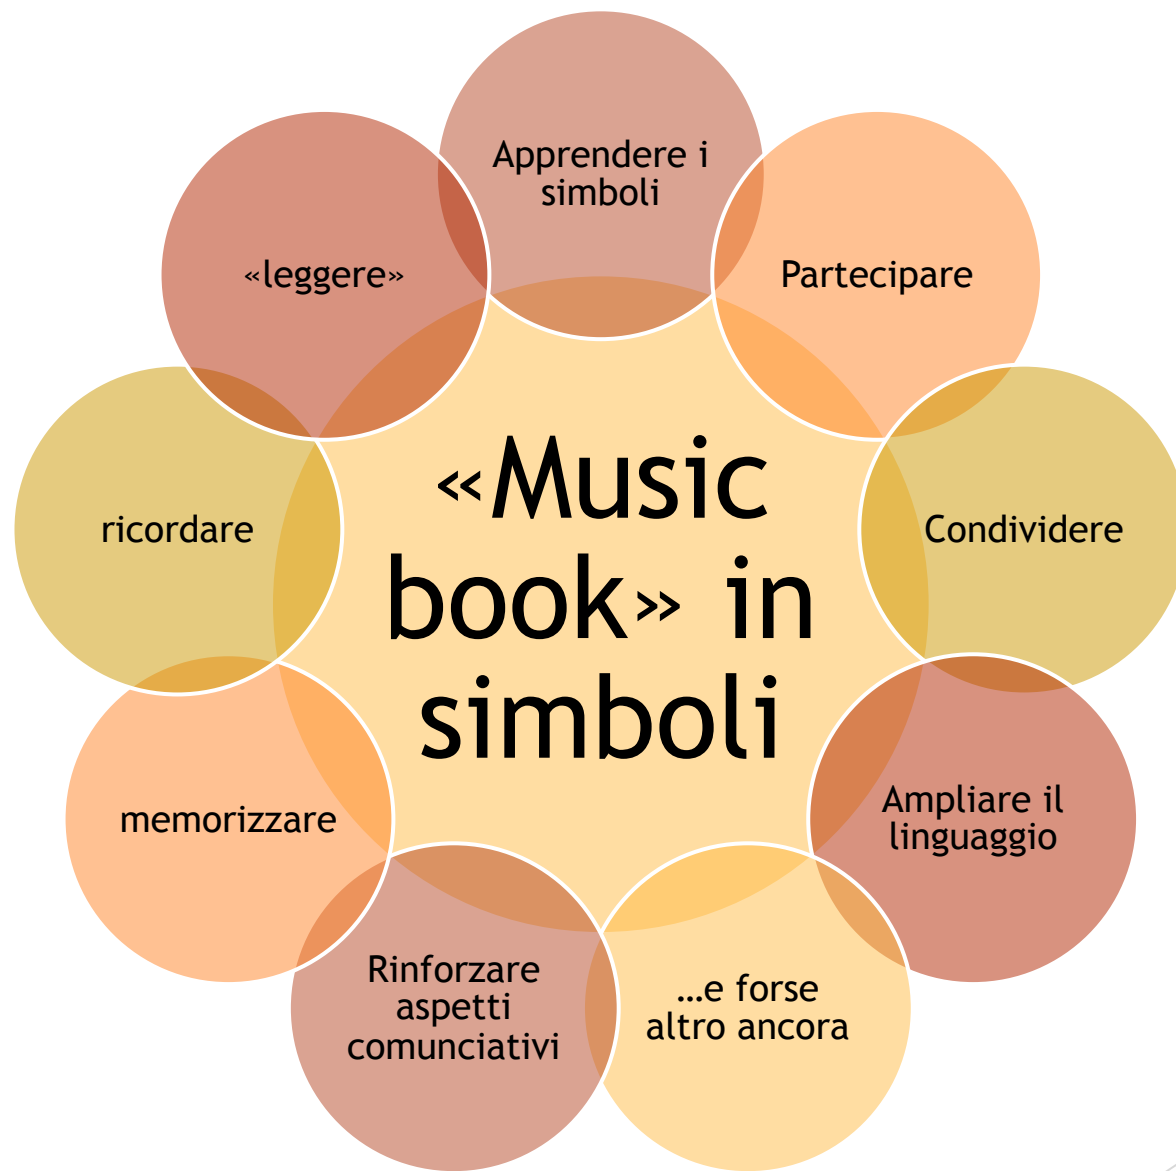 Apprendere i
simboli
Partecipare
Condividere
Ampliare il
linguaggio
…e forse
altro ancora
Rinforzare
aspetti
comunciativi
memorizzare
ricordare
«leggere»
«Music
book» in
simboli